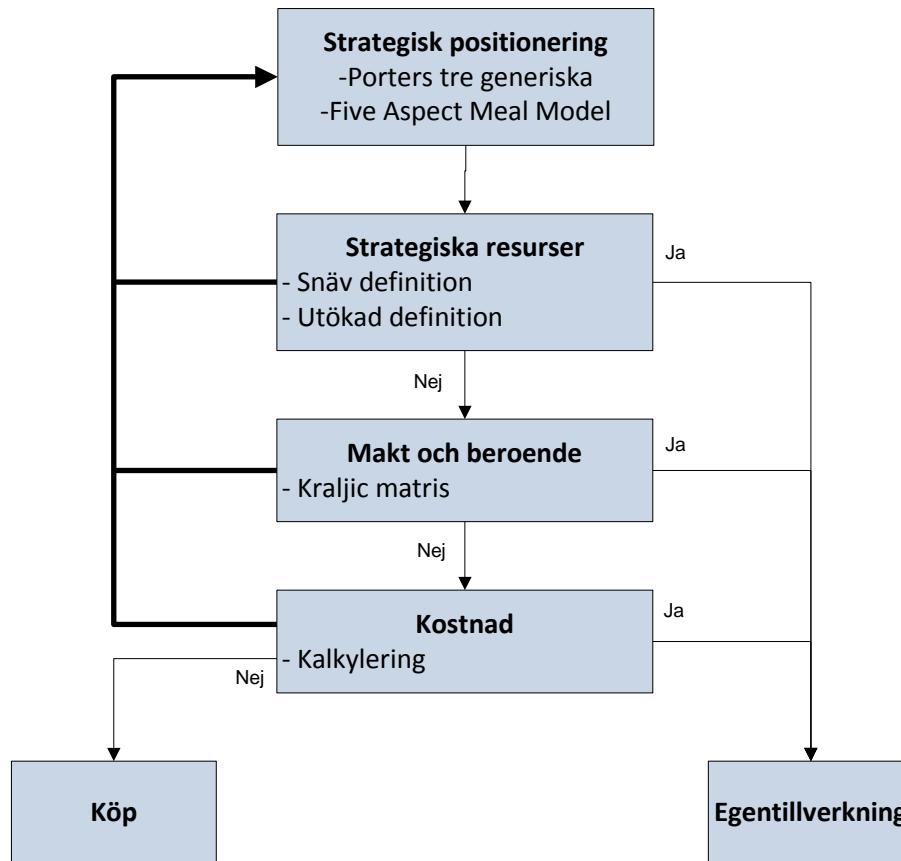 Strategisk positionering
-Porters tre generiska
-Five Aspect Meal Model
Strategiska resurser
- Snäv definition
- Utökad definition
Ja
Nej
Makt och beroende
- Kraljic matris
Ja
Nej
Kostnad
- Kalkylering
Ja
Nej
Köp
Egentillverkning